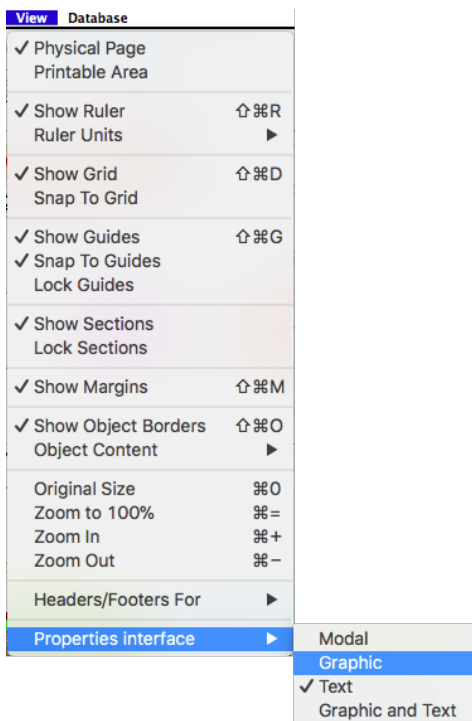 View Database
✓ Physical Page
Printable Area
✓ Show Ruler ⇧⌘R
Ruler Units ▶
✓ Show Grid ⇧⌘D
Snap To Grid
✓ Show Guides ⇧⌘G
✓ Snap To Guides
Lock Guides
✓ Show Sections
Lock Sections
✓ Show Margins ⇧⌘M
✓ Show Object Borders ⇧⌘O
Object Content ▶
Original Size ⌘0
Zoom to 100% ⌘=
Zoom In ⌘+
Zoom Out ⌘−
Headers/Footers For ▶
Properties interface ▶
Modal
Graphic
✓ Text
Graphic and Text